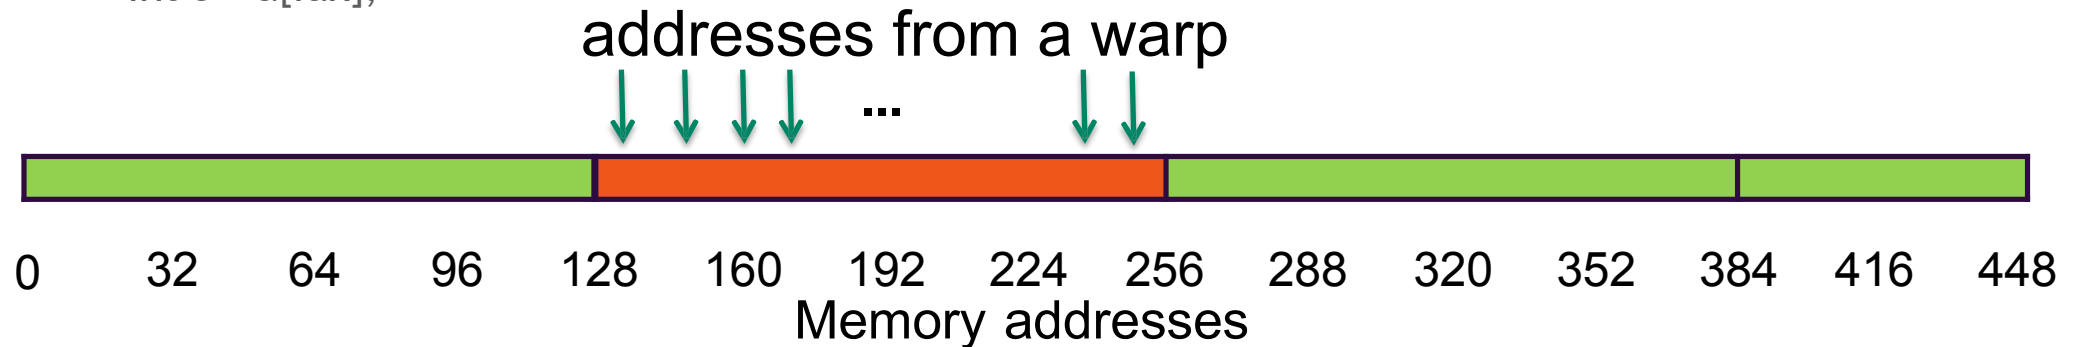 addresses from a warp
...
0 32 64 96 128 160 192 224 256 288 320 352 384 416 448
Memory addresses